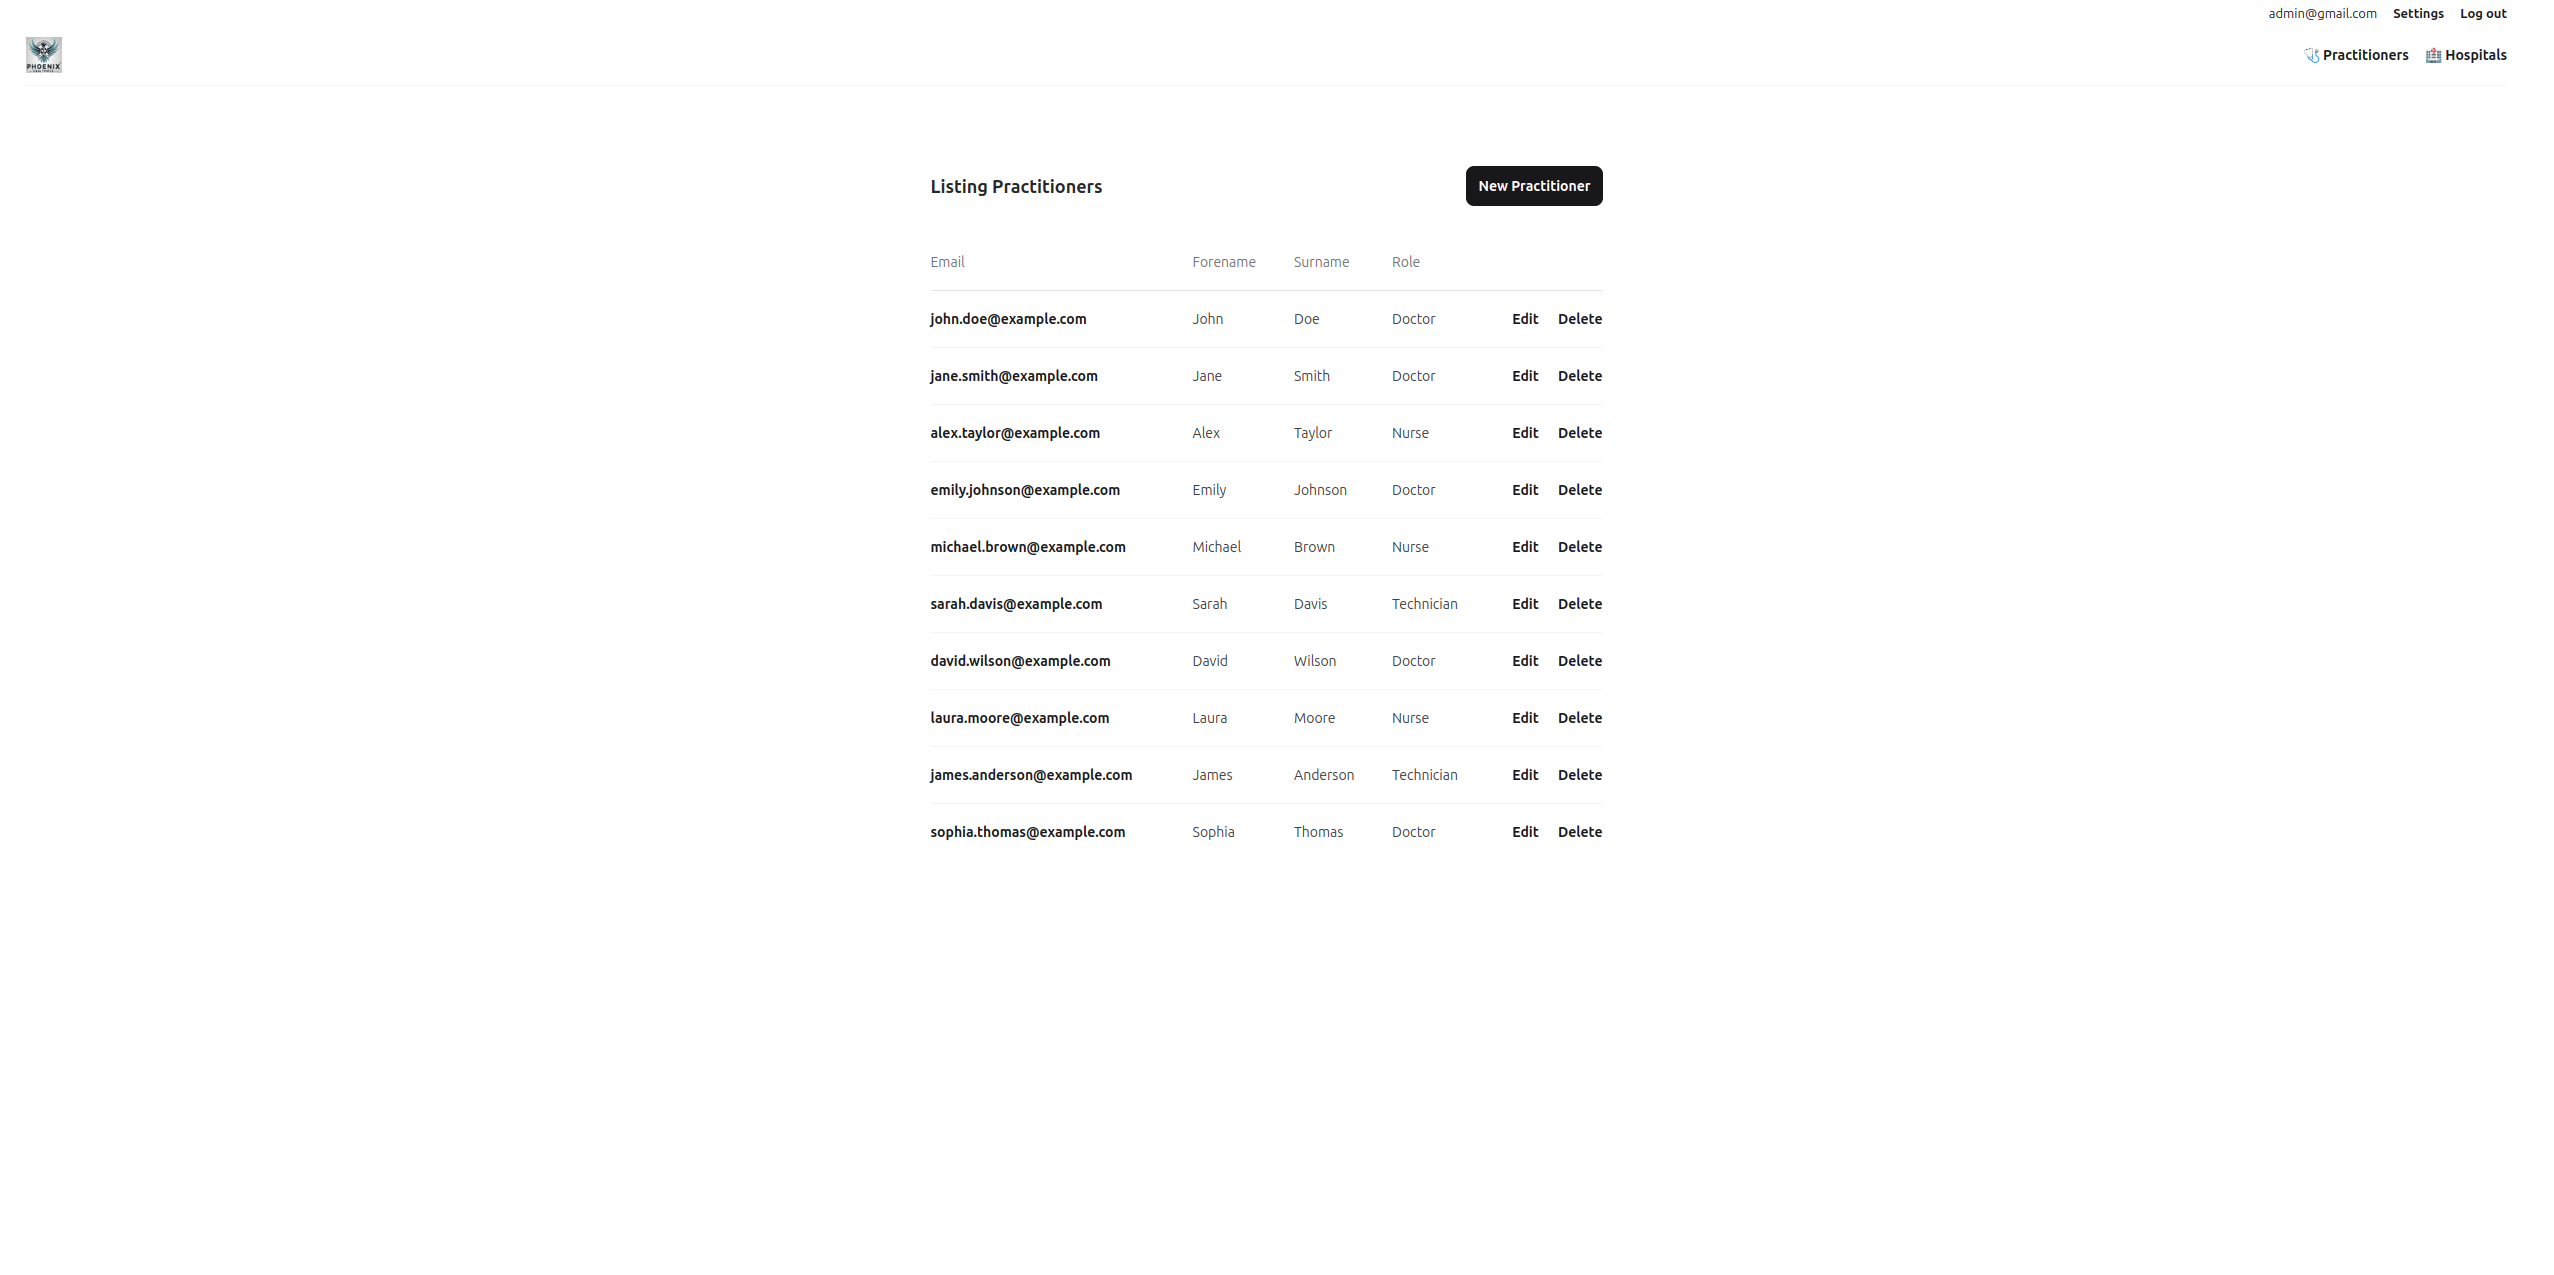 admin@gmail.com Settings Log out
PHOENIX
Practitioners Hospitals
Listing Practitioners New Practitioner
Email Forename Surname Role
john.doe@example.com John Doe Doctor Edit Delete
jane.smith@example.com Jane Smith Doctor Edit Delete
alex.taylor@example.com Alex Taylor Nurse Edit Delete
emily.johnson@example.com Emily Johnson Doctor Edit Delete
michael.brown@example.com Michael Brown Nurse Edit Delete
sarah.davis@example.com Sarah Davis Technician Edit Delete
david.wilson@example.com David Wilson Doctor Edit Delete
laura.moore@example.com Laura Moore Nurse Edit Delete
james.anderson@example.com James Anderson Technician Edit Delete
sophia.thomas@example.com Sophia Thomas Doctor Edit Delete